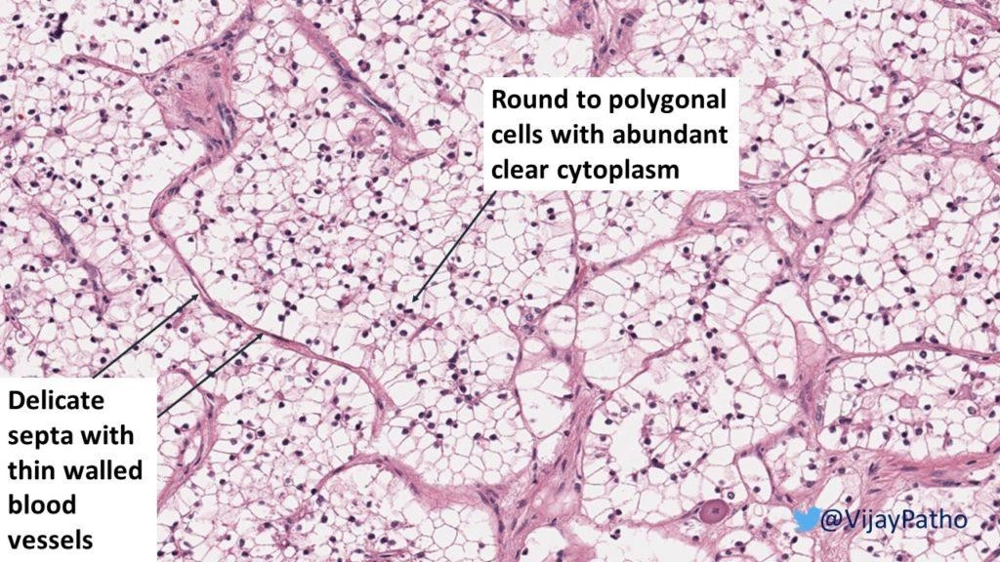 Round to polygonal
cells with abundant
clear cytoplasm
Delicate
septa with
thin walled
blood
vessels
@VijayPatho